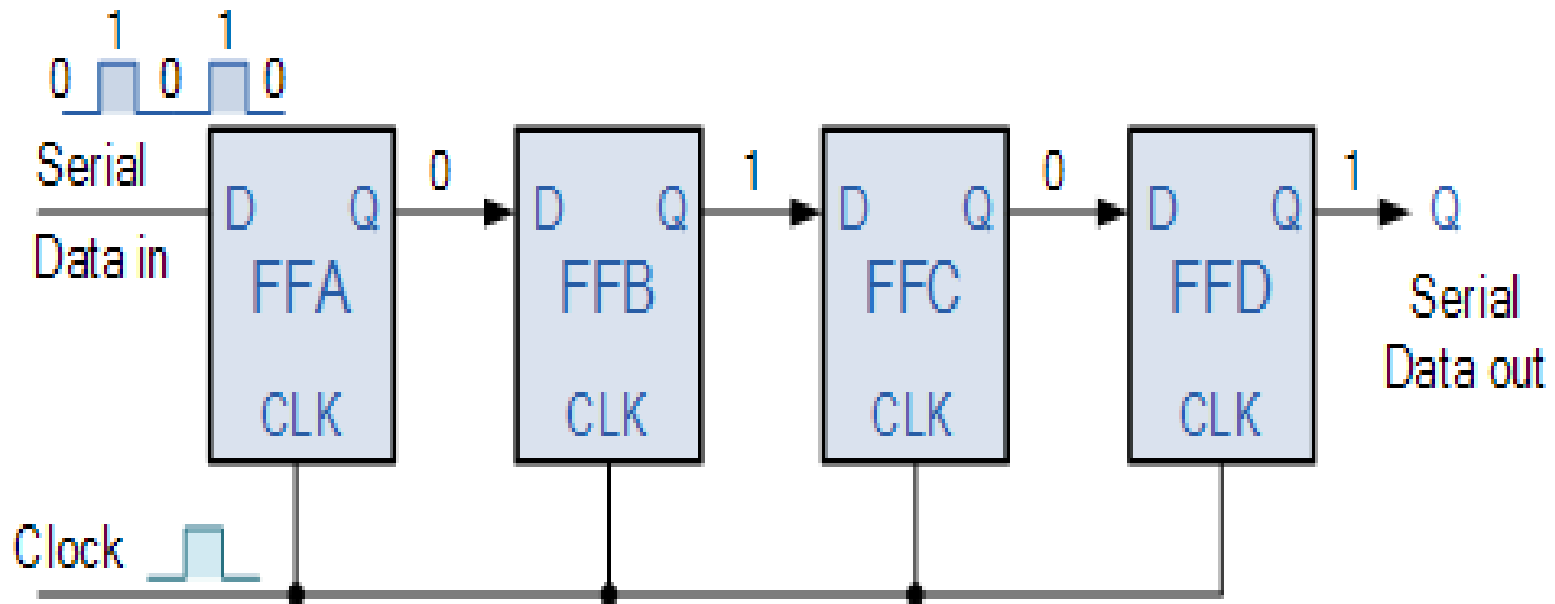 1 1
0 0 0
Serial
Data in
0 1 0 1
D Q D Q D Q D Q Q
FFA FFB FFC FFD
Serial
Data out
CLK CLK CLK CLK
Clock